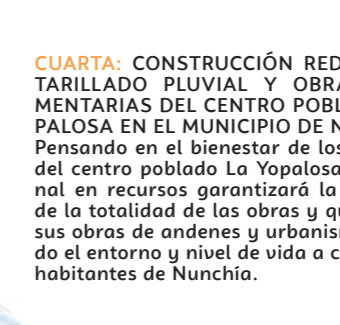 CUARTA: CONSTRUCCIÓN RED
TARILLADO PLUVIAL Y OBRA
MENTARIAS DEL CENTRO POBL
PALOSA EN EL MUNICIPIO DE N
Pensando en el bienestar de los
del centro poblado La Yopalosa
nal en recursos garantizará la
de la totalidad de las obras y qu
sus obras de andenes y urbanis
do el entorno y nivel de vida a c
habitantes de Nunchía.